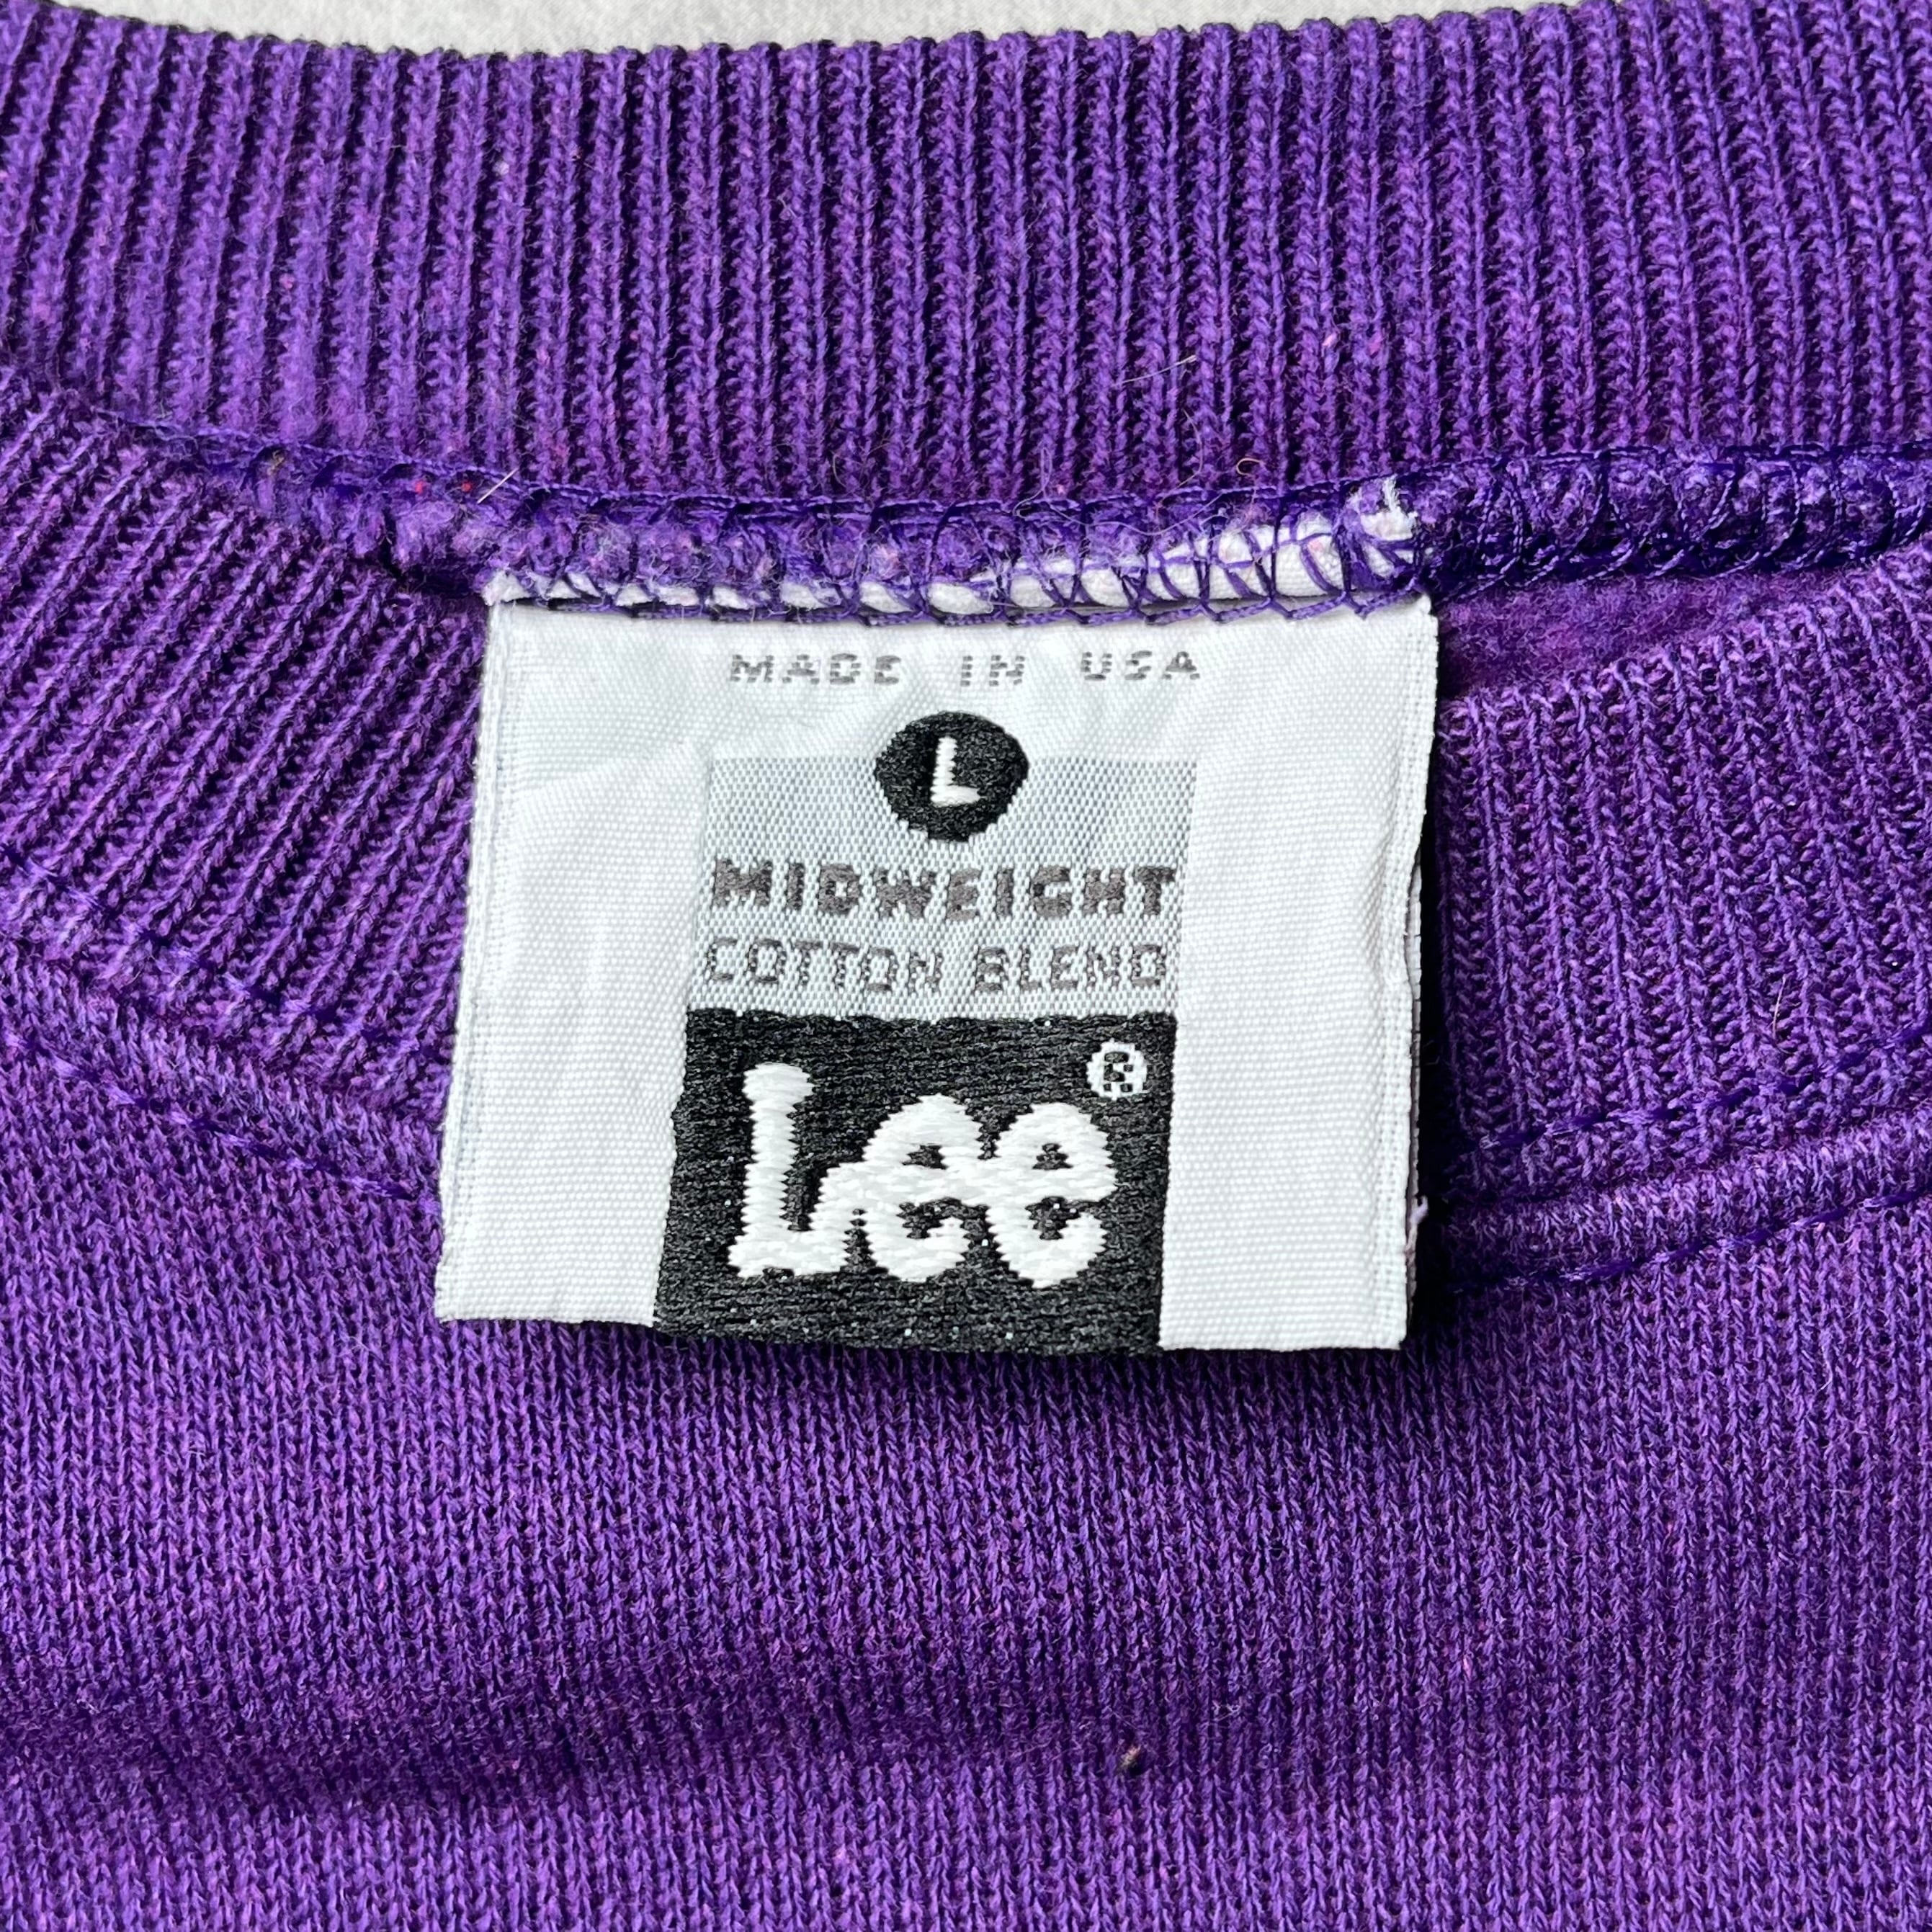 MADE IN USA
L
MIDWEIGHT
COTTON BLEND
Lee®